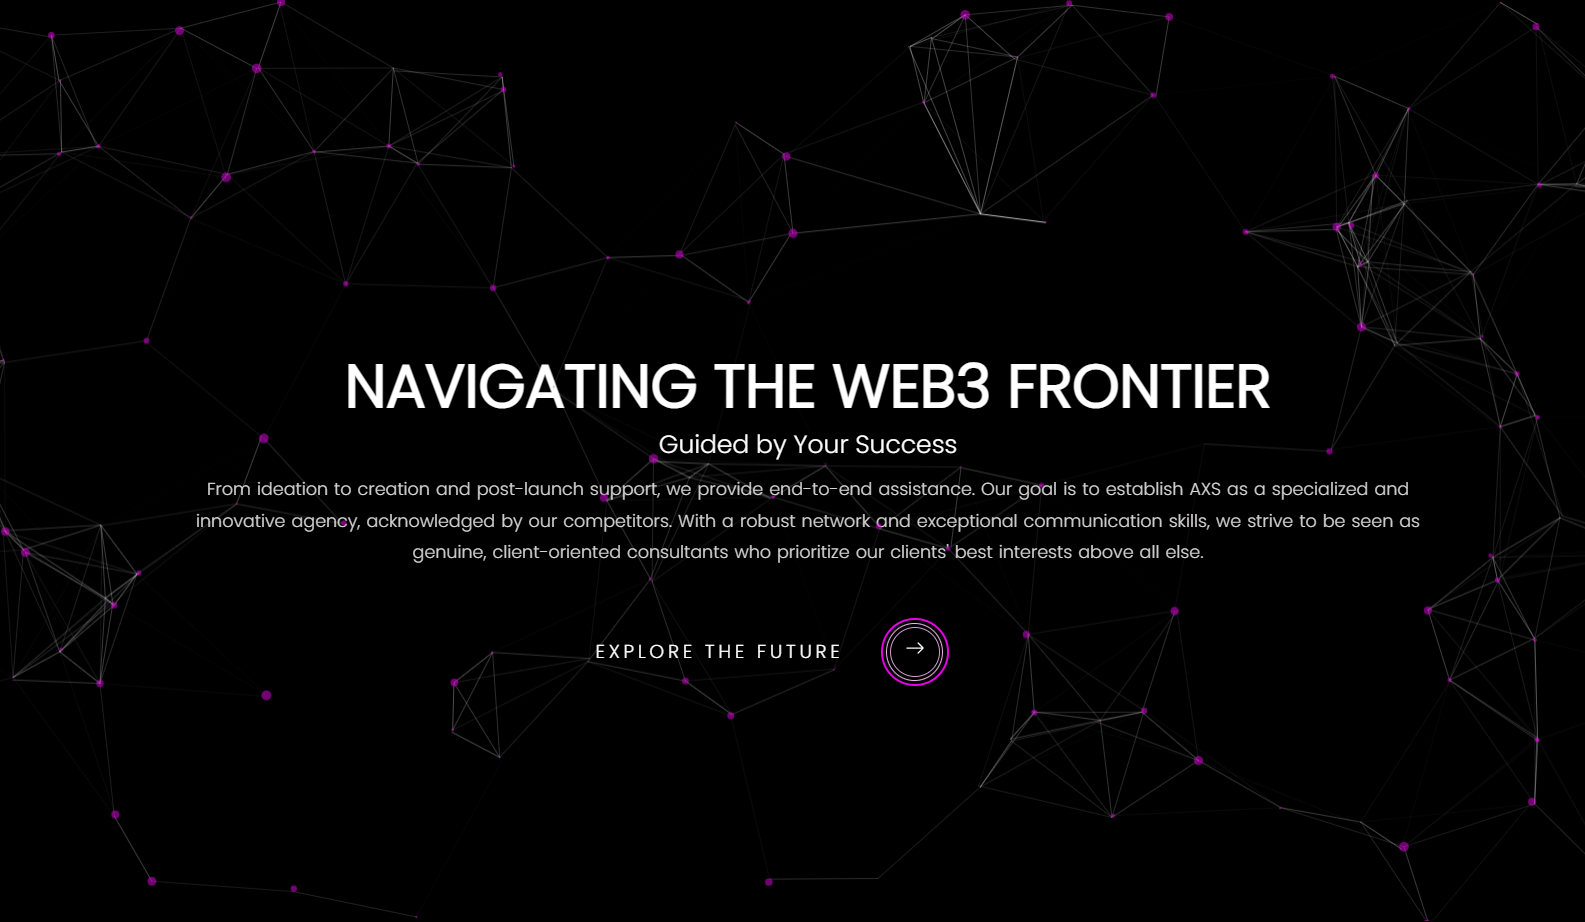 NAVIGATING THE WEB3 FRONTIER
Guided by Your Success
From ideation to creation and post-launch support, we provide end-to-end assistance. Our goal is to establish AXS as a specialized and
innovative agency, acknowledged by our competitors. With a robust network and exceptional communication skills, we strive to be seen as
genuine, client-oriented consultants who prioritize our clients' best interests above all else.
EXPLORE THE FUTURE